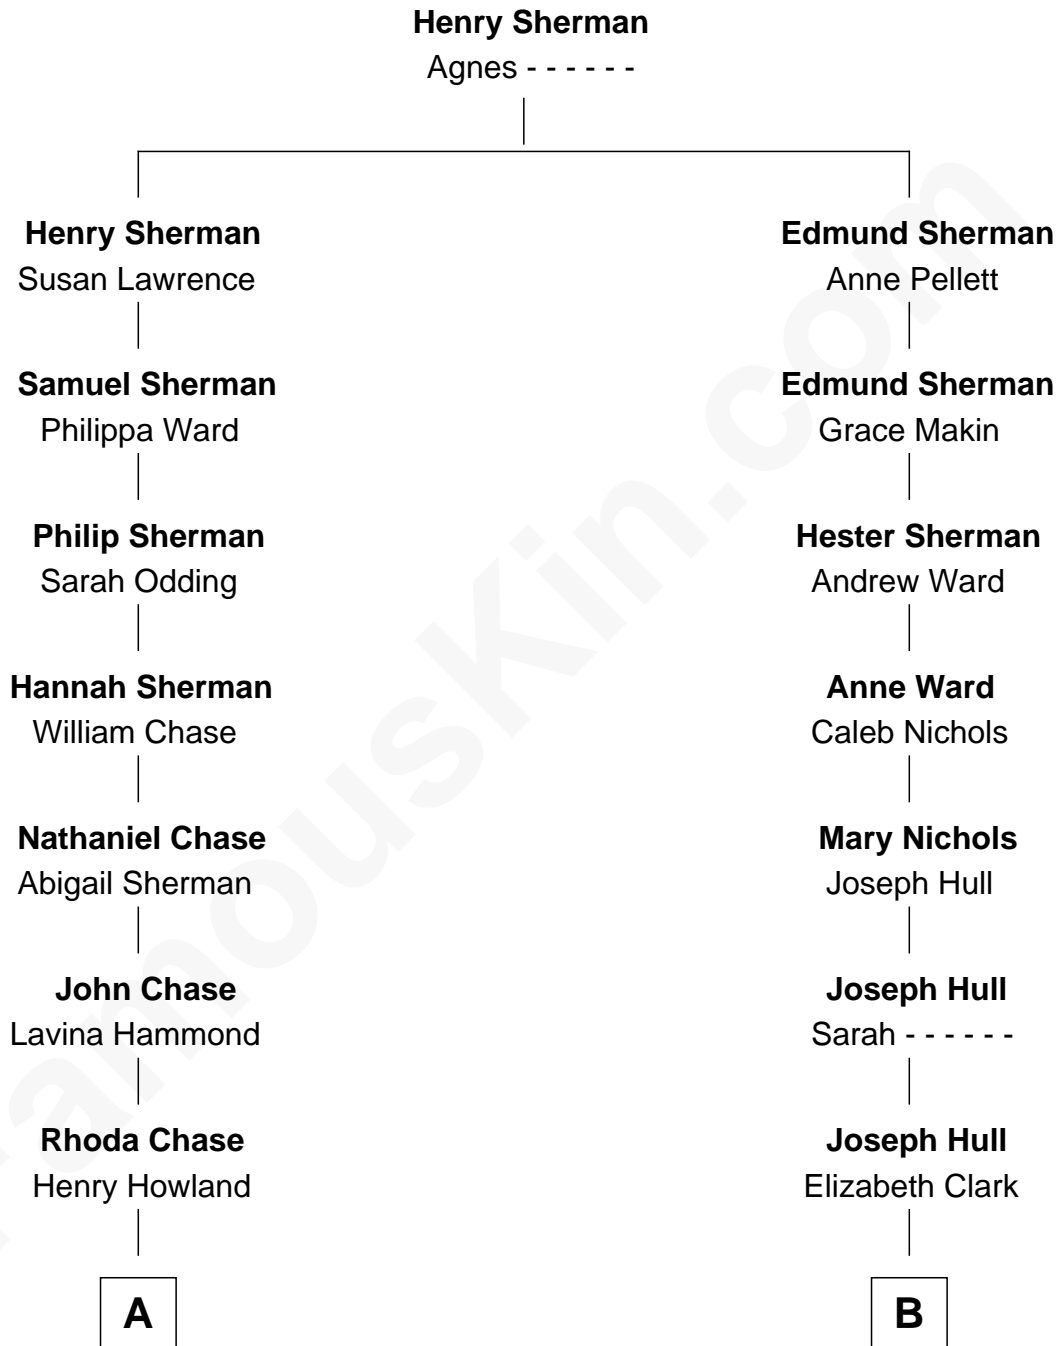 Henry Sherman
Agnes - - - - - -
Henry Sherman
Susan Lawrence
Samuel Sherman
Philippa Ward
Philip Sherman
Sarah Odding
Hannah Sherman
William Chase
Nathaniel Chase
Abigail Sherman
John Chase
Lavina Hammond
Rhoda Chase
Henry Howland
A
Edmund Sherman
Anne Pellett
Edmund Sherman
Grace Makin
Hester Sherman
Andrew Ward
Anne Ward
Caleb Nichols
Mary Nichols
Joseph Hull
Joseph Hull
Sarah - - - - - -
Joseph Hull
Elizabeth Clark
B
FamousKin.com